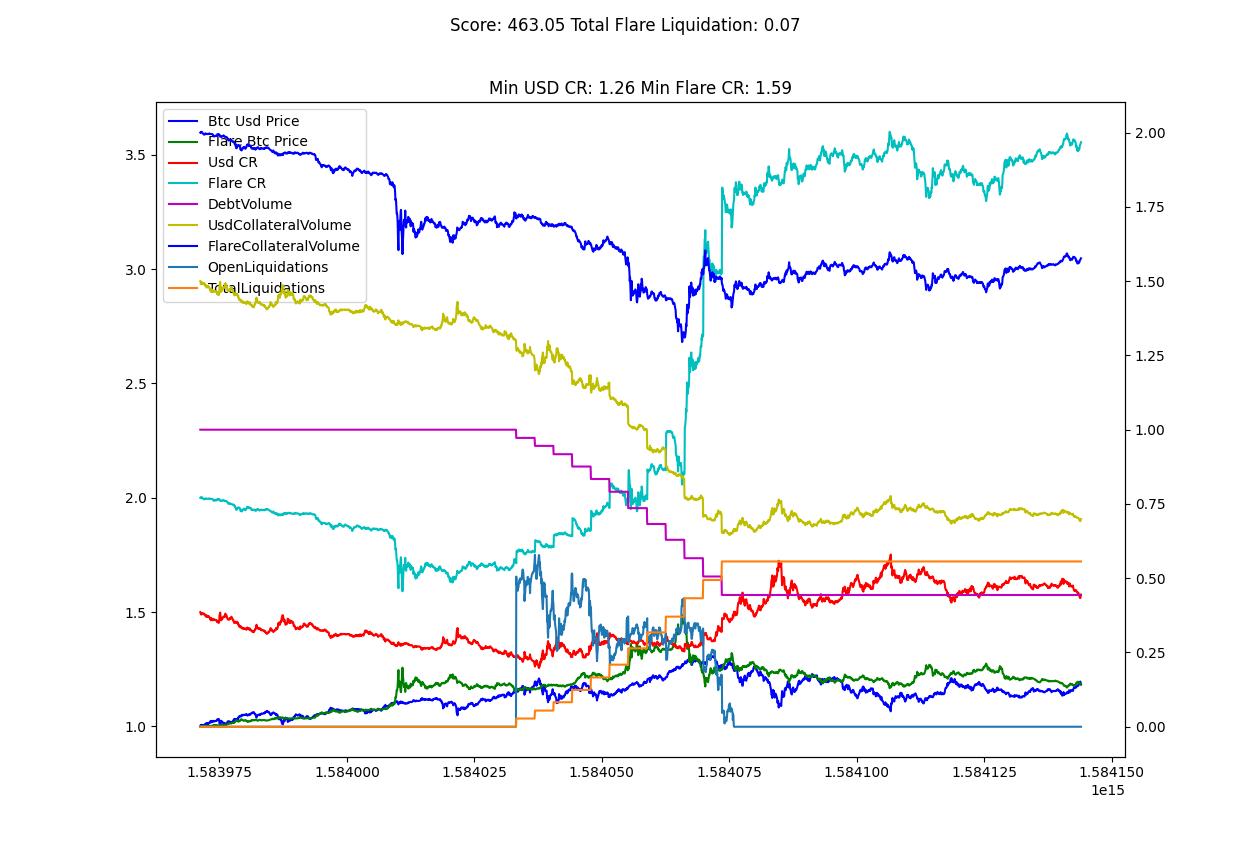 Score: 463.05 Total Flare Liquidation: 0.07
Min USD CR: 1.26 Min Flare CR: 1.59
Btc Usd Price
Flare Btc Price
Usd CR
Flare CR
DebtVolume
UsdCollateralVolume
FlareCollateralVolume
OpenLiquidations
TotalLiquidations
3.5
3.0
2.5
2.0
1.5
1.0
2.00
1.75
1.50
1.25
1.00
0.75
0.50
0.25
0.00
1.583975 1.584000 1.584025 1.584050 1.584075 1.584100 1.584125 1.584150
1e15